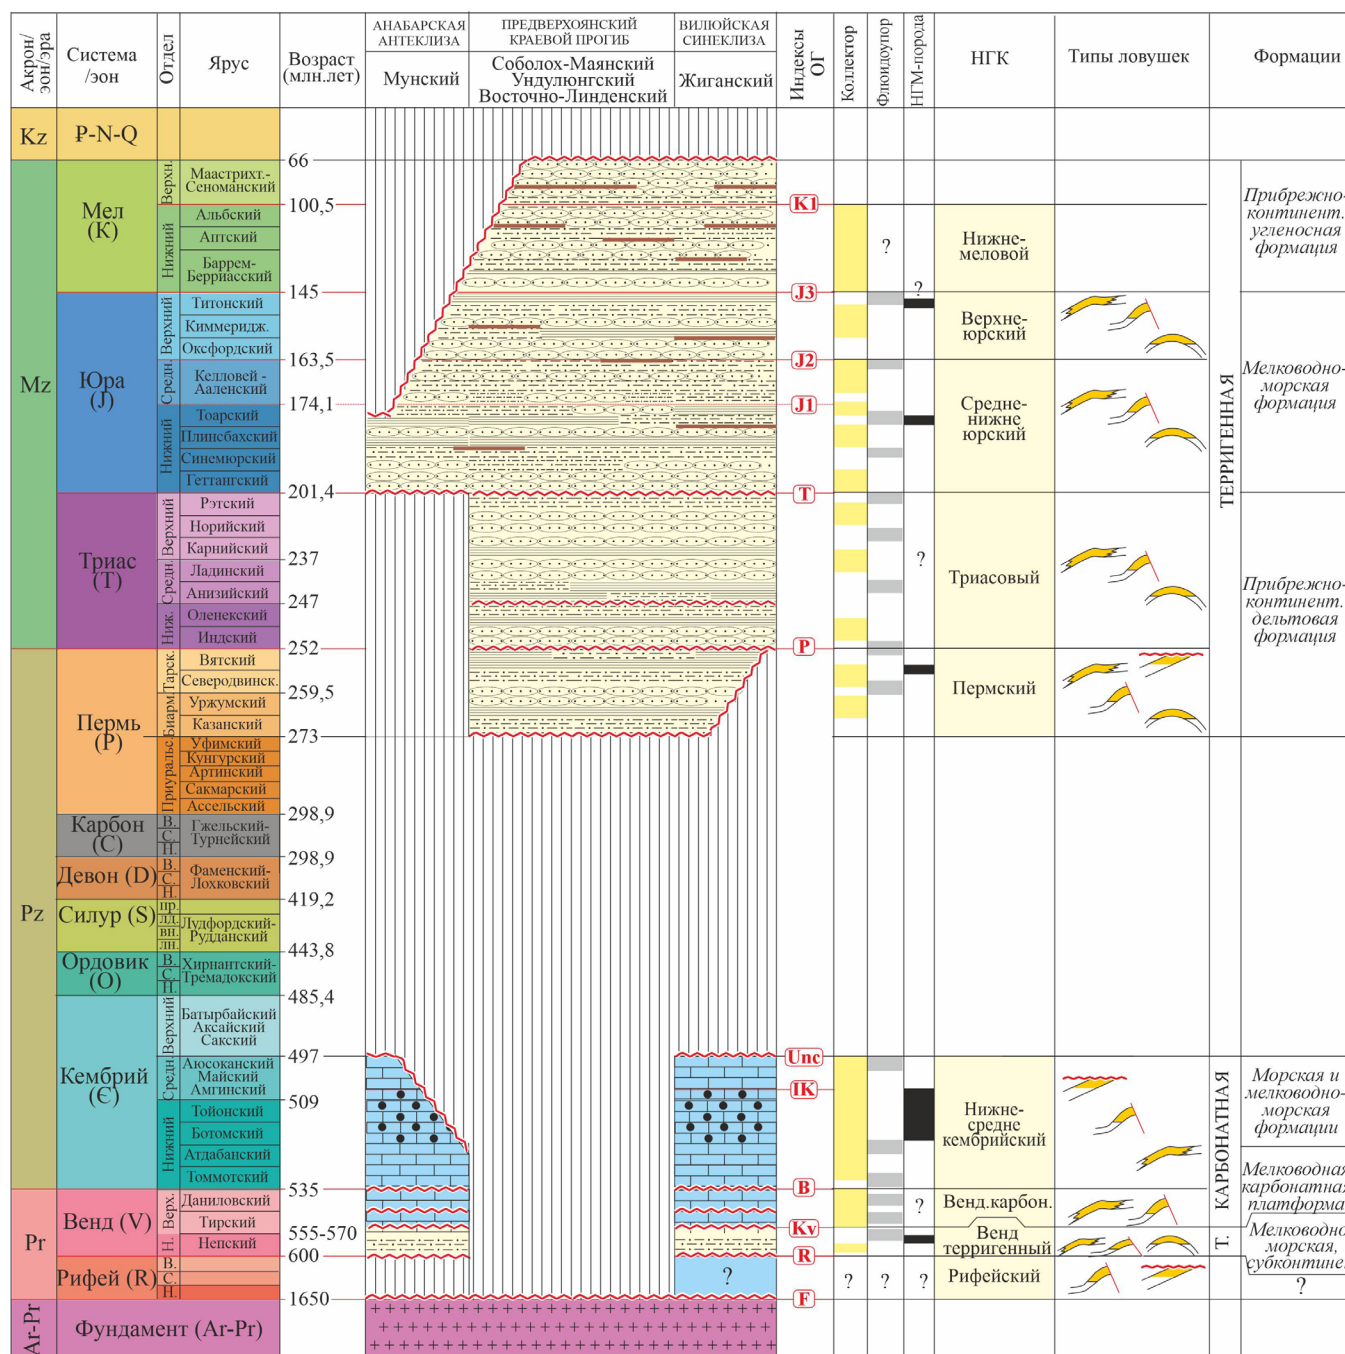 Акрон/
эон/эра
Система
/эон
Отдел
Ярус
Возраст
(млн.лет)
АНАБАРСКАЯ
АНТЕКЛИЗА
Мунский
ПРЕДВЕРХОЯНСКИЙ
КРАЕВОЙ ПРОГИБ
Соболох-Маянский
Ундулюнгский
Восточно-Линденский
ВИЛЮЙСКАЯ
СИНЕКЛИЗА
Жиганский
Индексы
ОГ
Коллектор
Флюидоупор
НГМ-порода
НГК
Типы ловушек
Формации
Kz
Mz
Pz
Pr
Ar-Pr
₽-N-Q
Мел
(К)
Юра
(J)
Триас
(Т)
Пермь
(Р)
Карбон
(С)
Девон (D)
Силур (S)
Ордовик
(О)
Кембрий
(Є)
Венд (V)
Рифей (R)
Фундамент (Ar-Pr)
Верхн.
Нижний
Верхний
Средн.
Нижний
Верхний
Средн.
Ниж.
Тарск.
Биарм.
Приуральс.
В.
С.
Н.
В.
С.
Н.
пр.
лд.
вн.
лн.
В.
С.
Н.
Верхний
Средн.
Нижний
Верх.
Н.
В.
С.
Н.
Маастрихт.-
Сеноманский
Альбский
Аптский
Баррем-
Берриасский
Титонский
Киммеридж.
Оксфордский
Келловей -
Ааленский
Тоарский
Плинсбахский
Синемюрский
Геттангский
Рэтский
Норийский
Карнийский
Ладинский
Анизийский
Оленекский
Индский
Вятский
Северодвинск.
Уржумский
Казанский
Уфимский
Кунгурский
Артинский
Сакмарский
Ассельский
Гжельский-
Турнейский
Фаменский-
Лохковский
Лудфордский-
Рудданский
Хирнантский-
Тремадокский
Батырбайский
Аксайский
Сакский
Аюсоканский
Майский
Амгинский
Тойонский
Ботомский
Атдабанский
Томмотский
Даниловский
Тирский
Непский
66
100,5
145
163,5
174,1
201,4
237
247
252
259,5
273
298,9
298,9
419,2
443,8
485,4
497
509
535
555-570
600
1650
?
K1
J3
J2
J1
T
P
Unc
IK
B
Kv
R
F
?
?
?
?
?
?
?
Нижне-
меловой
Верхне-
юрский
Средне-
нижне
юрский
Триасовый
Пермский
Нижне-
средне
кембрийский
Венд.карбон.
Венд
терригенный
Рифейский
ТЕРРИГЕННАЯ
КАРБОНАТНАЯ
Т.
Прибрежно-
континент.
угленосная
формация
Мелководно-
морская
формация
Прибрежно-
континент.
дельтовая
формация
Морская и
мелководно-
морская
формации
Мелководная
карбонатная
платформа
Мелководно
морская,
субконтинен
?